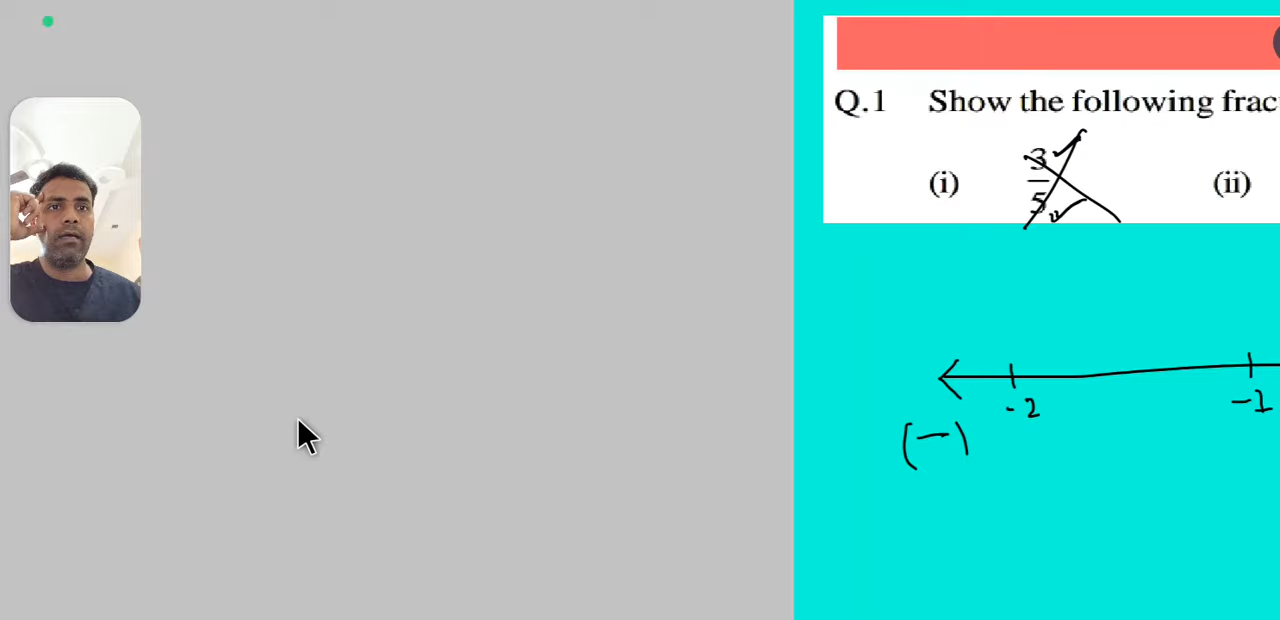 Q.1 Show the following frac
(i) 3/5 (ii)
-2 -1
(-)